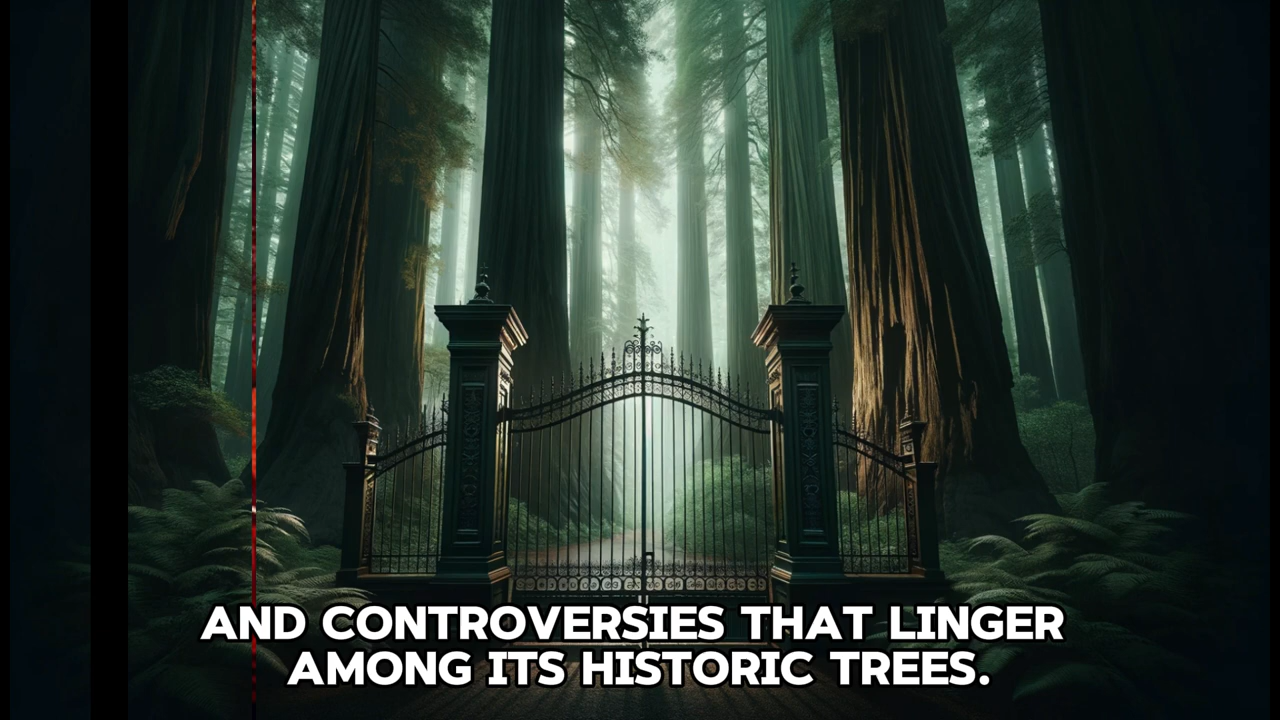 AND CONTROVERSIES THAT LINGER
AMONG ITS HISTORIC TREES.